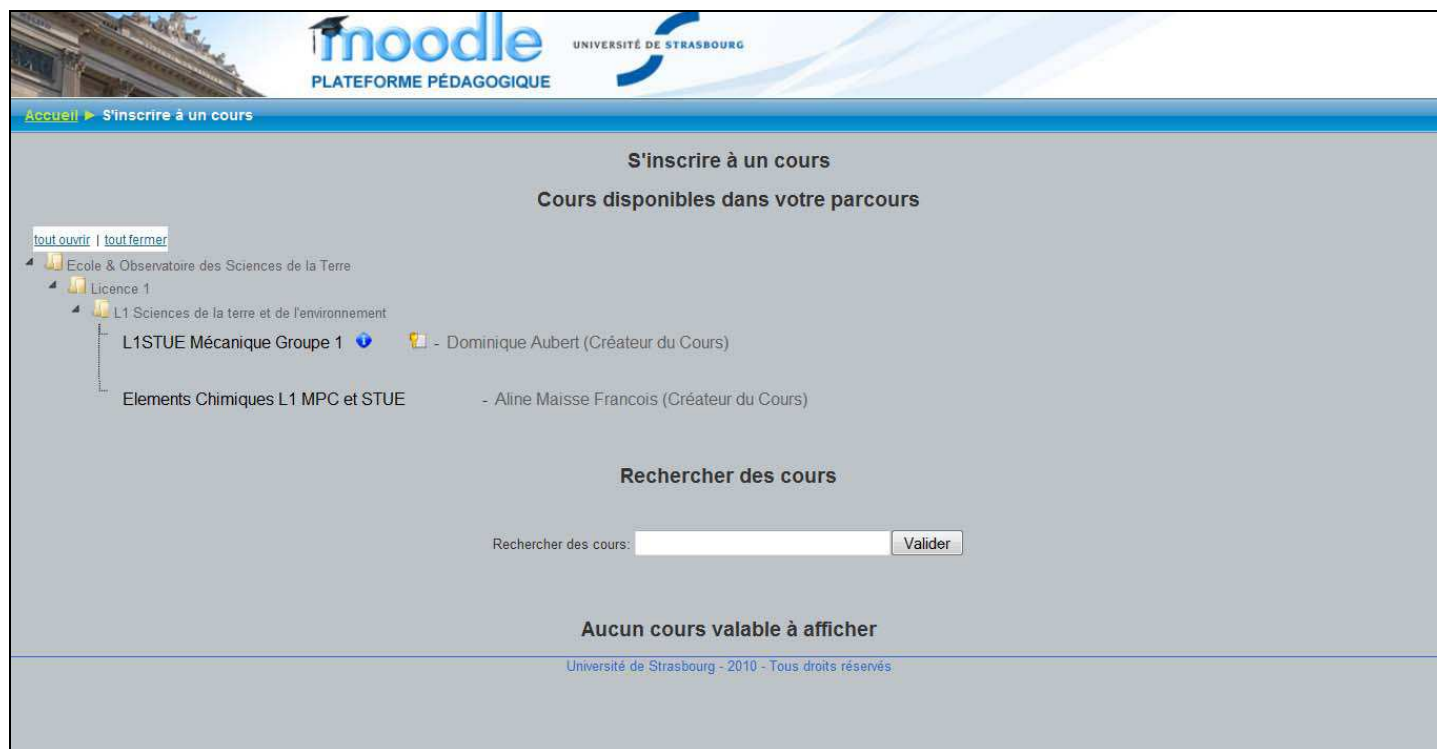 moodle
UNIVERSITÉ DE STRASBOURG
PLATEFORME PÉDAGOGIQUE
Accueil ► S'inscrire à un cours
S'inscrire à un cours
Cours disponibles dans votre parcours
tout ouvrir | tout fermer
Ecole & Observatoire des Sciences de la Terre
Licence 1
L1 Sciences de la terre et de l'environnement
L1STUE Mécanique Groupe 1 - Dominique Aubert (Créateur du Cours)
Elements Chimiques L1 MPC et STUE - Aline Maisse Francois (Créateur du Cours)
Rechercher des cours
Rechercher des cours: Valider
Aucun cours valable à afficher
Université de Strasbourg - 2010 - Tous droits réservés